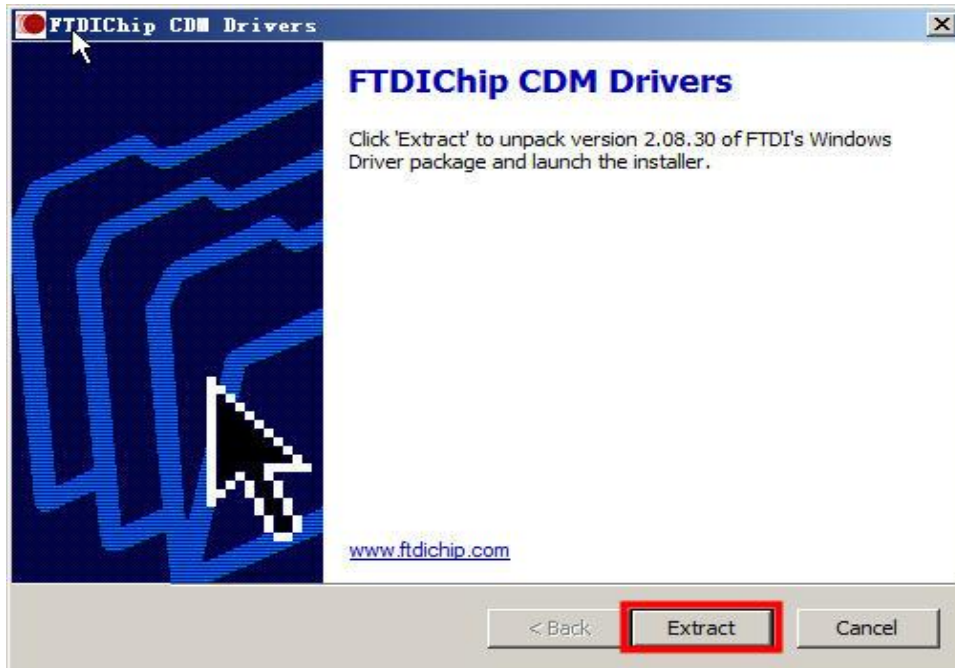 FTDIChip CDM Drivers
FTDIChip CDM Drivers
Click 'Extract' to unpack version 2.08.30 of FTDI's Windows
Driver package and launch the installer.
www.ftdichip.com
< Back Extract Cancel